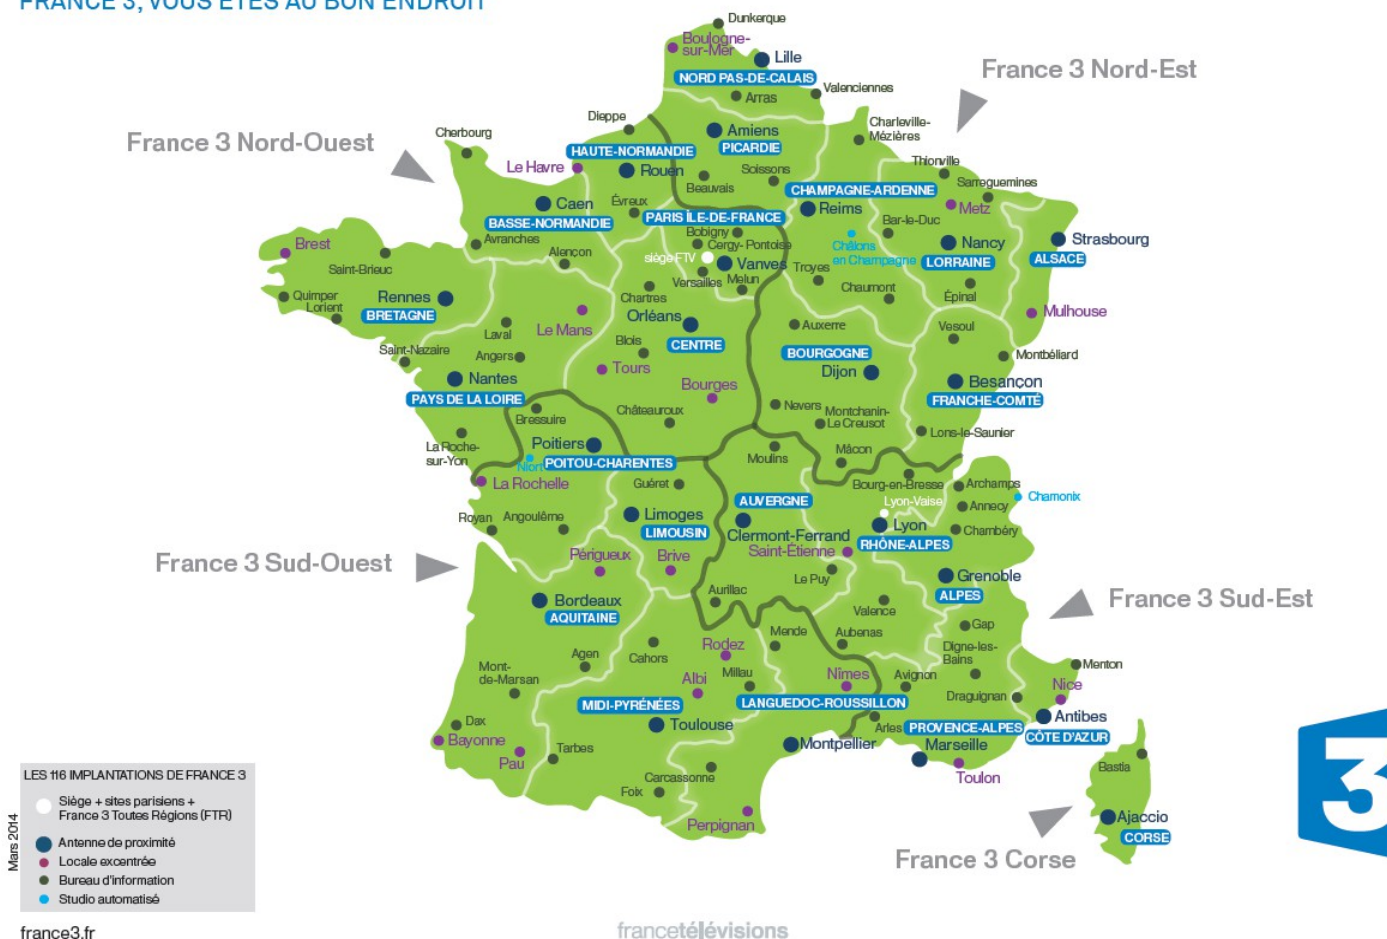 FRANCE 3, VOUS ÊTES AU BON ENDROIT
Dunkerque
Boulogne-
sur-Mer
Lille
NORD PAS-DE-CALAIS
France 3 Nord-Est
Arras
Valenciennes
Dieppe
Charleville-
Mézières
Cherbourg
Amiens
PICARDIE
France 3 Nord-Ouest
HAUTE-NORMANDIE
Le Havre
Rouen
Soissons
Beauvais
Thionville
Sarreguemines
CHAMPAGNE-ARDENNE
Reims
Metz
Caen
BASSE-NORMANDIE
Évreux
PARIS ÎLE-DE-FRANCE
Bar-le-Duc
Bobigny
Cergy-Pontoise
Châlons
en Champagne
Nancy
LORRAINE
Strasbourg
ALSACE
Brest
Saint-Brieuc
Avranches
Alençon
siège FTV
Vanves
Versailles
Melun
Troyes
Chaumont
Épinal
Quimper
Lorient
Rennes
BRETAGNE
Chartres
Orléans
CENTRE
Mulhouse
Laval
Le Mans
Auxerre
Vesoul
Saint-Nazaire
Angers
Blois
BOURGOGNE
Dijon
Montbéliard
Nantes
PAYS DE LA LOIRE
Tours
Bourges
Besançon
FRANCHE-COMTÉ
Bressuire
Châteauroux
Nevers
Montchanin-
Le Creusot
Lons-le-Saunier
La Roche-
sur-Yon
Poitiers
POITOU-CHARENTES
Niort
Moulins
Mâcon
La Rochelle
Guéret
Bourg-en-Bresse
Archamps
Chamonix
AUVERGNE
Lyon-Vaise
Annecy
Royan
Angoulême
Limoges
LIMOUSIN
Clermont-Ferrand
Lyon
RHÔNE-ALPES
Chambéry
France 3 Sud-Ouest
Périgueux
Brive
Saint-Étienne
Le Puy
Grenoble
ALPES
Bordeaux
AQUITAINE
Aurillac
Valence
France 3 Sud-Est
Mende
Aubenas
Gap
Rodez
Digne-les-
Bains
Agen
Cahors
Millau
Nîmes
Avignon
Menton
Mont-
de-Marsan
Albi
Draguignan
Nice
MIDI-PYRÉNÉES
LANGUEDOC-ROUSSILLON
Toulouse
Arles
PROVENCE-ALPES
Antibes
CÔTE D'AZUR
Dax
Bayonne
Pau
Tarbes
Montpellier
Marseille
Toulon
Bastia
Carcassonne
Foix
Perpignan
Ajaccio
CORSE
France 3 Corse
3
LES 116 IMPLANTATIONS DE FRANCE 3
Siège + sites parisiens +
France 3 Toutes Régions (FTR)
Antenne de proximité
Locale excentrée
Bureau d'information
Studio automatisé
Mars 2014
france3.fr
francetélévisions